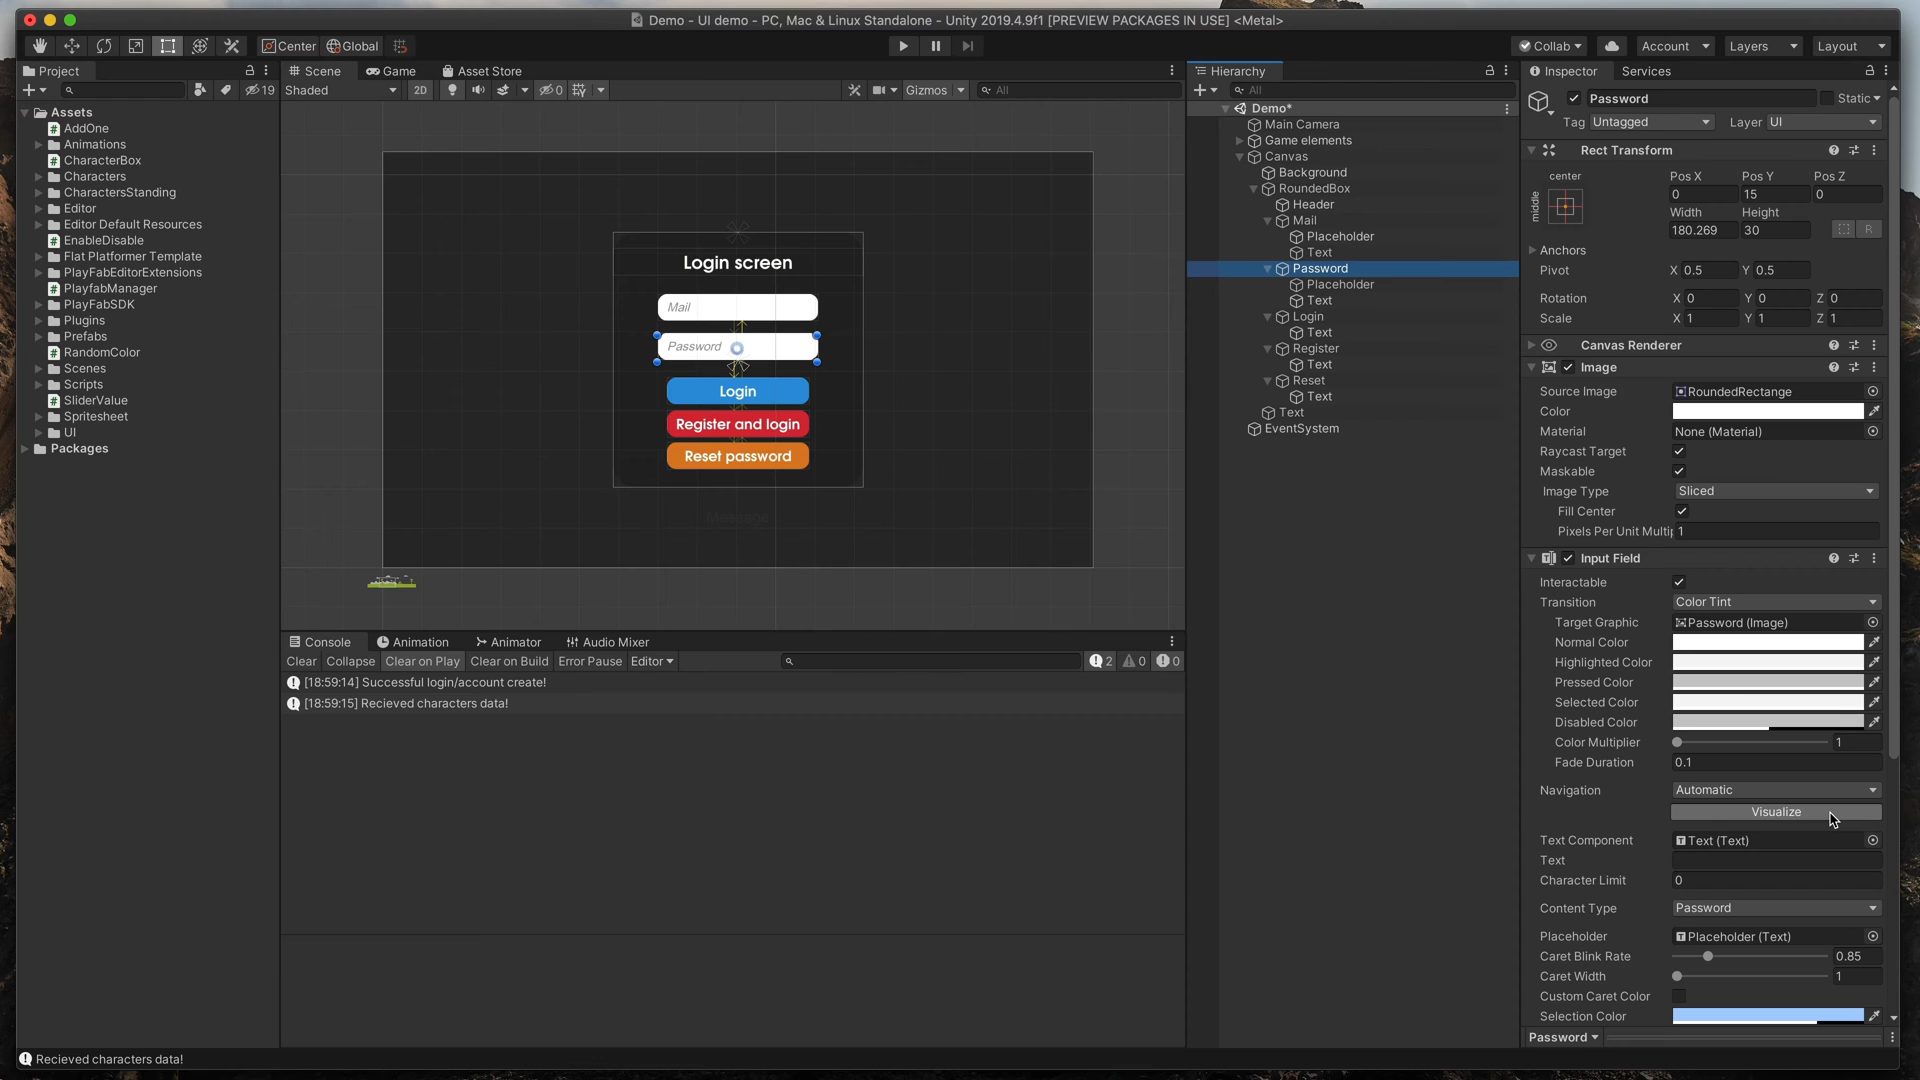 Demo - UI demo - PC, Mac & Linux Standalone - Unity 2019.4.9f1 [PREVIEW PACKAGES IN USE] <Metal>
Center Global Collab Account Layers Layout
Project
19
Assets
AddOne
Animations
CharacterBox
Characters
CharactersStanding
Editor
Editor Default Resources
EnableDisable
Flat Platformer Template
PlayFabEditorExtensions
PlayfabManager
PlayFabSDK
Plugins
Prefabs
RandomColor
Scenes
Scripts
SliderValue
Spritesheet
UI
Packages
Scene Game Asset Store
Shaded 2D 0 Gizmos All
Login screen
Mail
Password
Login
Register and login
Reset password
Message
Console Animation Animator Audio Mixer
Clear Collapse Clear on Play Clear on Build Error Pause Editor 2 0 0
[18:59:14] Successful login/account create!
[18:59:15] Recieved characters data!
Hierarchy
All
Demo*
Main Camera
Game elements
Canvas
Background
RoundedBox
Header
Mail
Placeholder
Text
Password
Placeholder
Text
Login
Text
Register
Text
Reset
Text
Text
EventSystem
Inspector Services
Password Static
Tag Untagged Layer UI
Rect Transform
center
middle
Pos X Pos Y Pos Z
0 15 0
Width Height
180.269 30 R
Anchors
Pivot X 0.5 Y 0.5
Rotation X 0 Y 0 Z 0
Scale X 1 Y 1 Z 1
Canvas Renderer
Image
Source Image RoundedRectange
Color
Material None (Material)
Raycast Target
Maskable
Image Type Sliced
Fill Center
Pixels Per Unit Multip 1
Input Field
Interactable
Transition Color Tint
Target Graphic Password (Image)
Normal Color
Highlighted Color
Pressed Color
Selected Color
Disabled Color
Color Multiplier 1
Fade Duration 0.1
Navigation Automatic
Visualize
Text Component Text (Text)
Text
Character Limit 0
Content Type Password
Placeholder Placeholder (Text)
Caret Blink Rate 0.85
Caret Width 1
Custom Caret Color
Selection Color
Password
Recieved characters data!